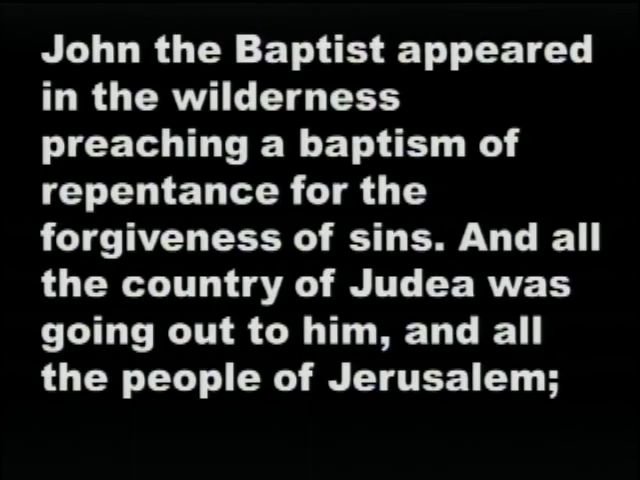 John the Baptist appeared
in the wilderness
preaching a baptism of
repentance for the
forgiveness of sins. And all
the country of Judea was
going out to him, and all
the people of Jerusalem;